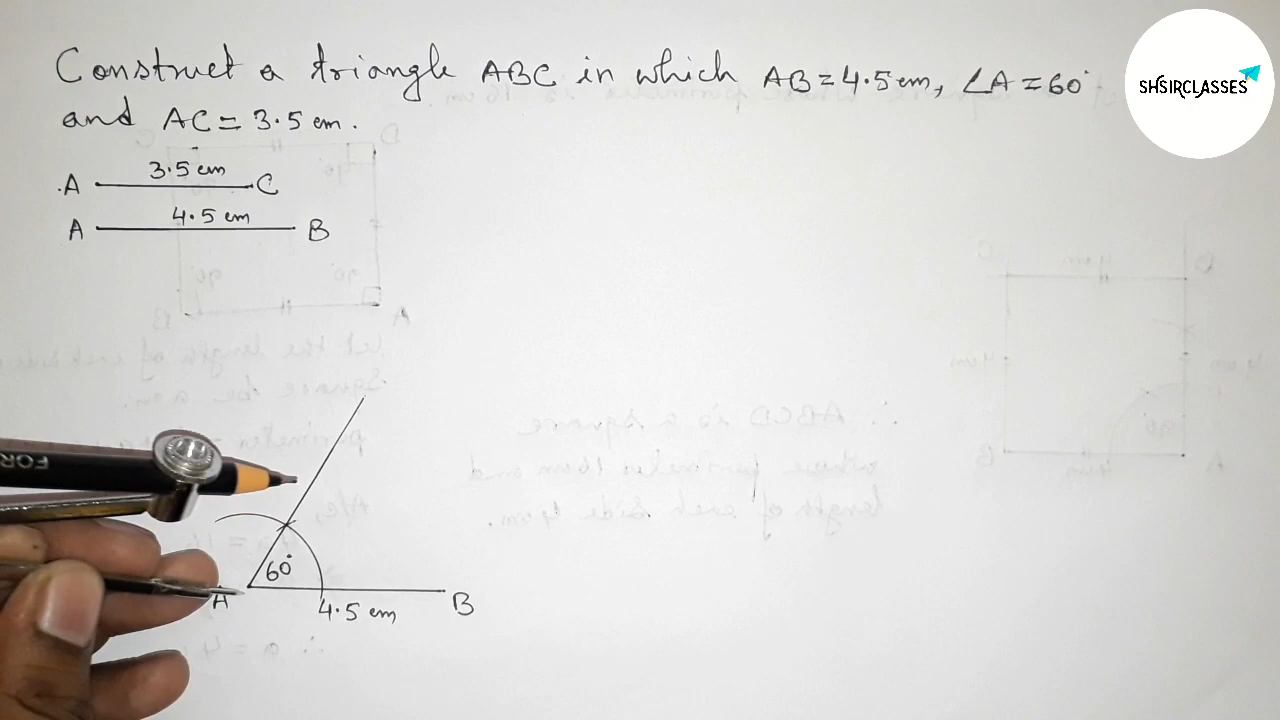 Construct a triangle ABC in which AB = 4.5 cm, ∠A = 60°
and AC = 3.5 cm.
SHSIRCLASSES
3.5 cm
A C
4.5 cm
A B
FOR
60°
A 4.5 cm B